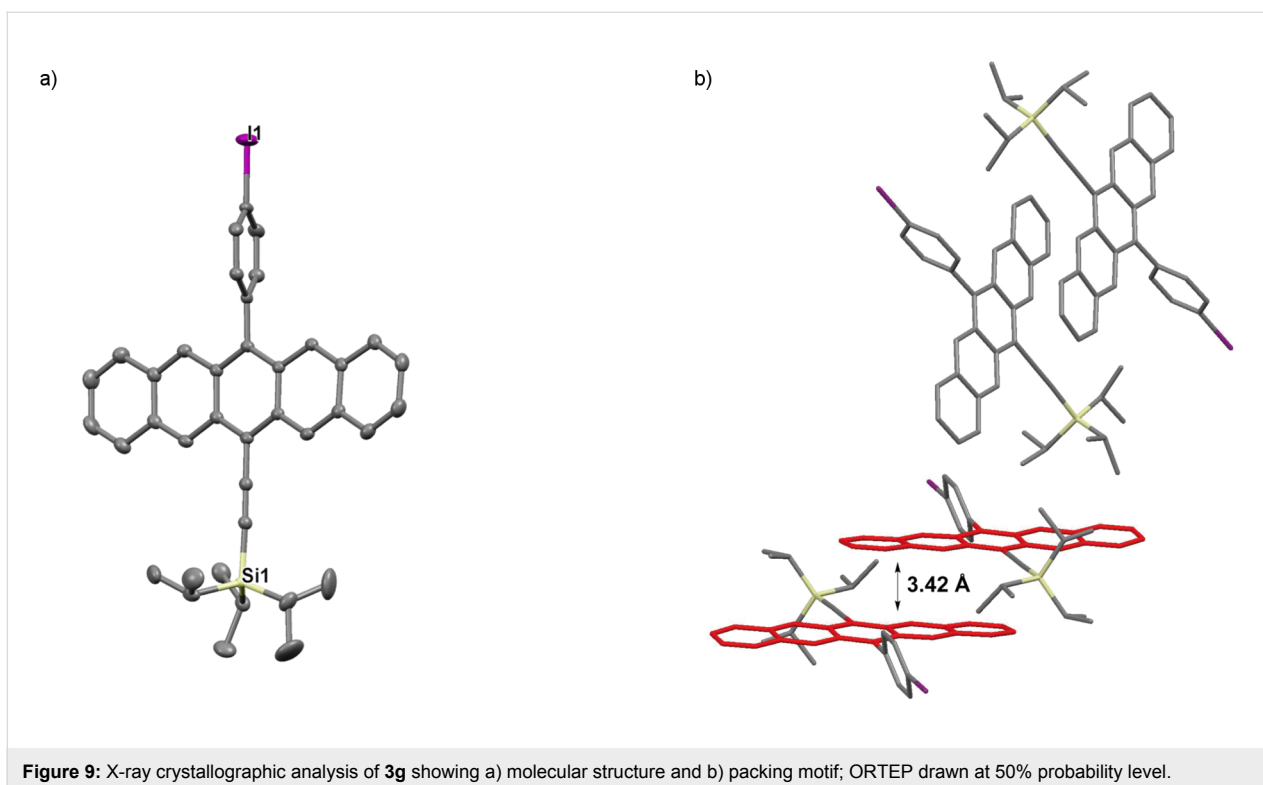 a)
b)
I1
Si1
3.42 Å
Figure 9: X-ray crystallographic analysis of 3g showing a) molecular structure and b) packing motif; ORTEP drawn at 50% probability level.